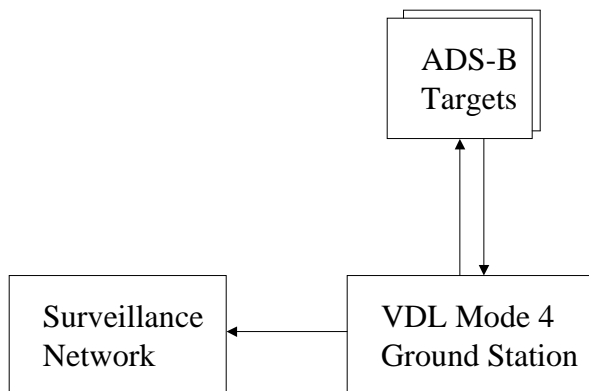 ADS-B
Targets
Surveillance
Network
VDL Mode 4
Ground Station